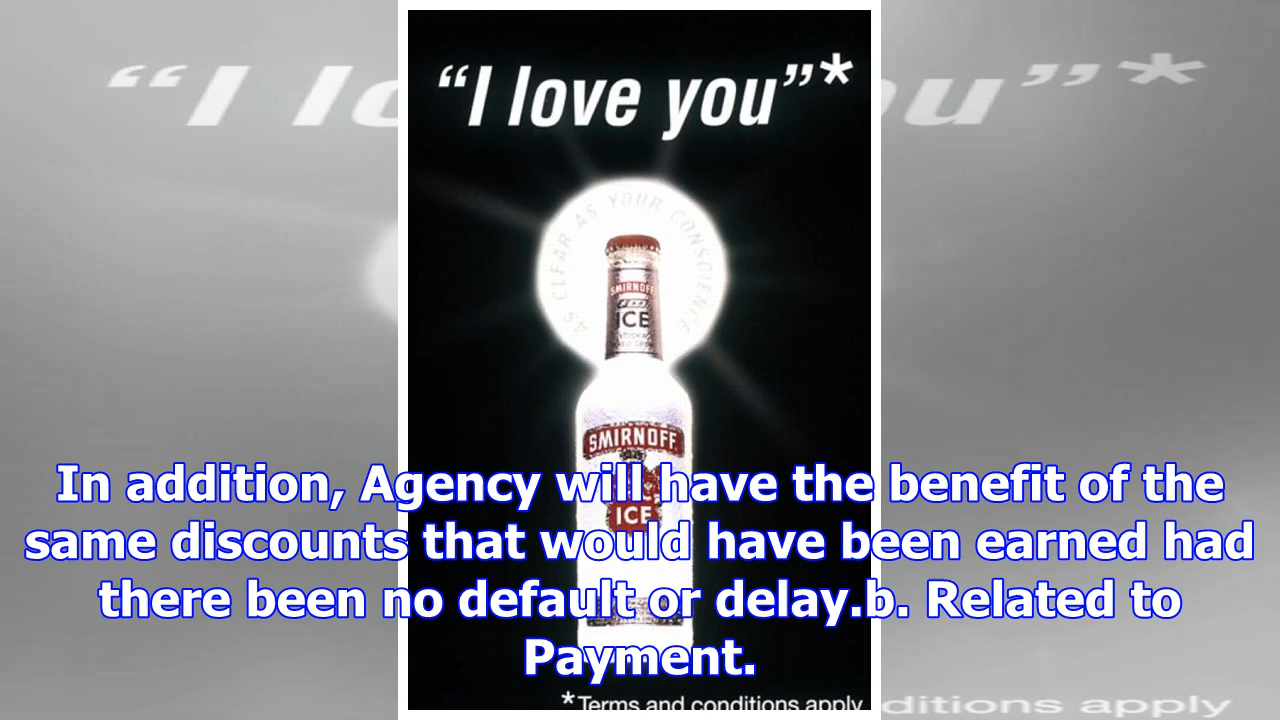 “I love you”*
AS CLEAR AS YOUR CONSCIENCE
SMIRNOFF
ICE
SMIRNOFF
ICE
In addition, Agency will have the benefit of the
same discounts that would have been earned had
there been no default or delay.b. Related to
Payment.
*Terms and conditions apply
ditions apply